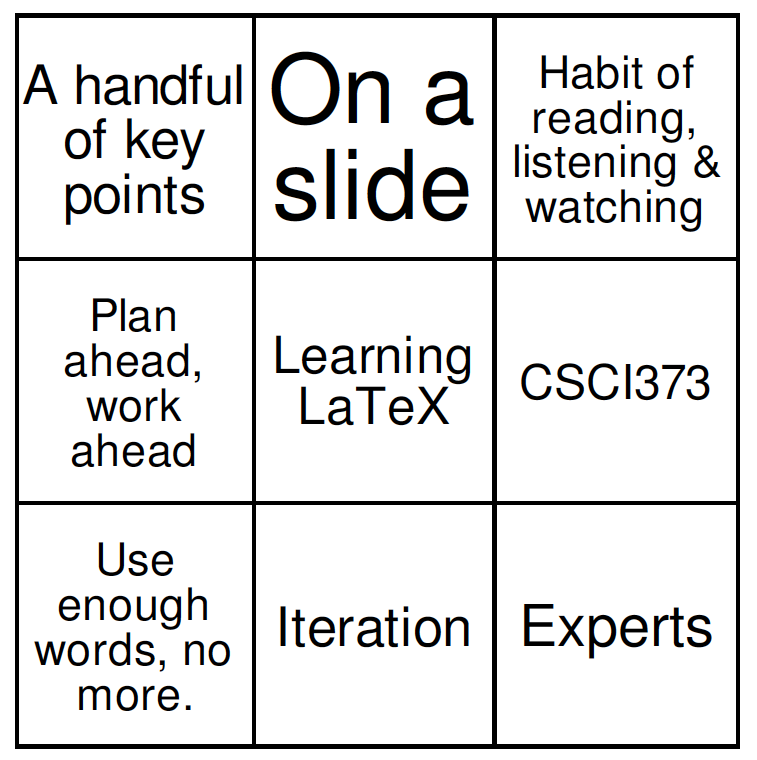 A handful
of key
points
On a
slide
Habit of
reading,
listening &
watching
Plan
ahead,
work
ahead
Learning
LaTeX
CSCI373
Use
enough
words, no
more.
Iteration
Experts